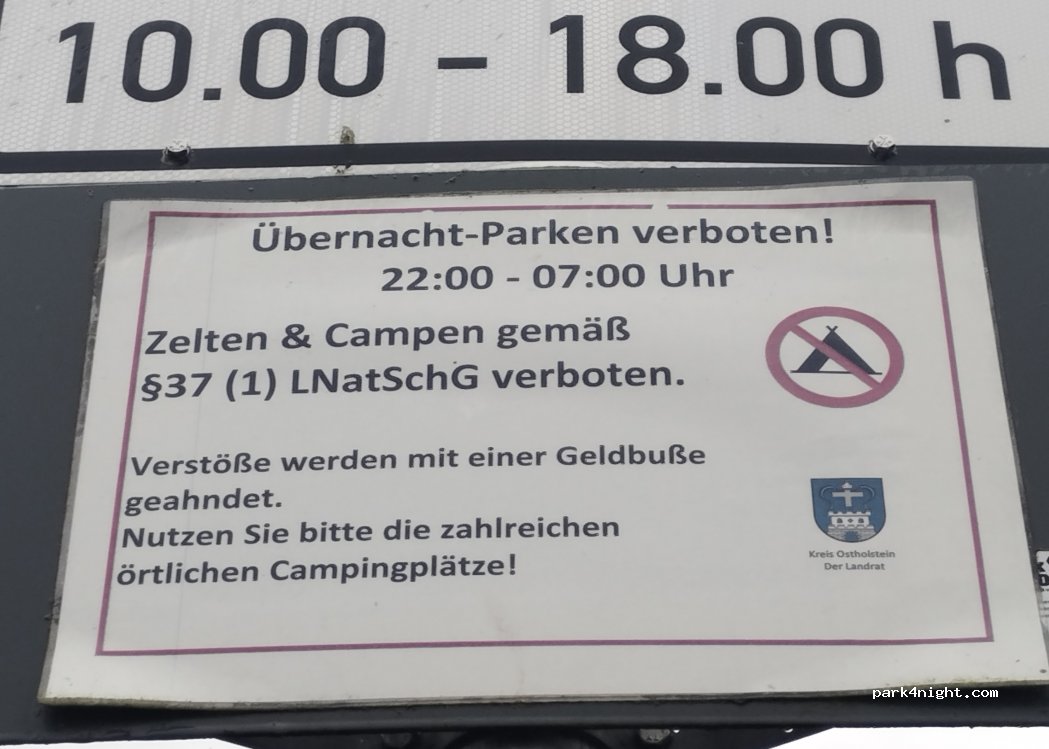 10.00 - 18.00 h
Übernacht-Parken verboten!
22:00 - 07:00 Uhr
Zelten & Campen gemäß
§37 (1) LNatSchG verboten.
Verstöße werden mit einer Geldbuße
geahndet.
Nutzen Sie bitte die zahlreichen
örtlichen Campingplätze!
Kreis Ostholstein
Der Landrat
park4night.com